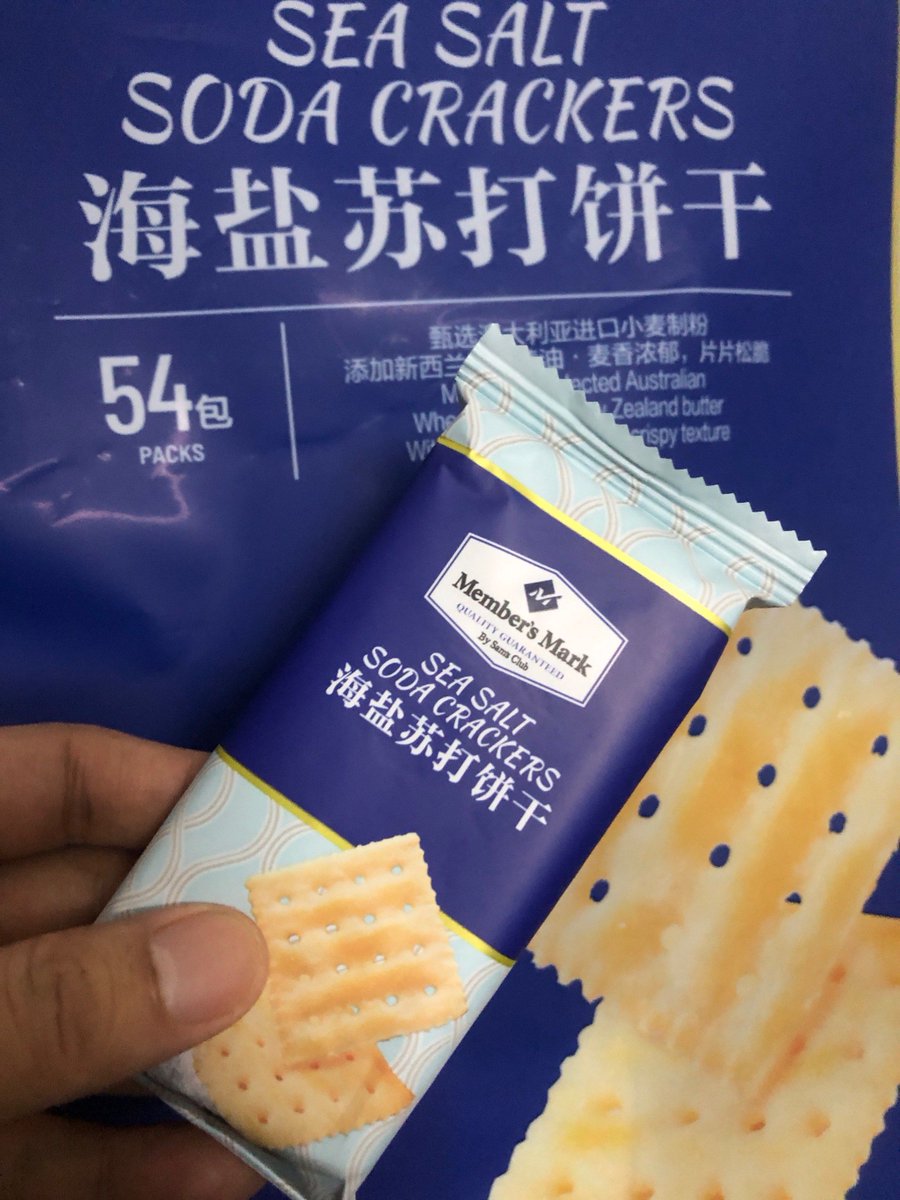 SEA SALT
SODA CRACKERS
海盐苏打饼干
54包
PACKS
甄选 大利亚进口小麦制粉
添加新西兰 油·麦香浓郁，片片松脆
Australian
Zealand butter
texture
Member's Mark
QUALITY GUARANTEED
By Sam's Club
SEA SALT
SODA CRACKERS
海盐苏打饼干